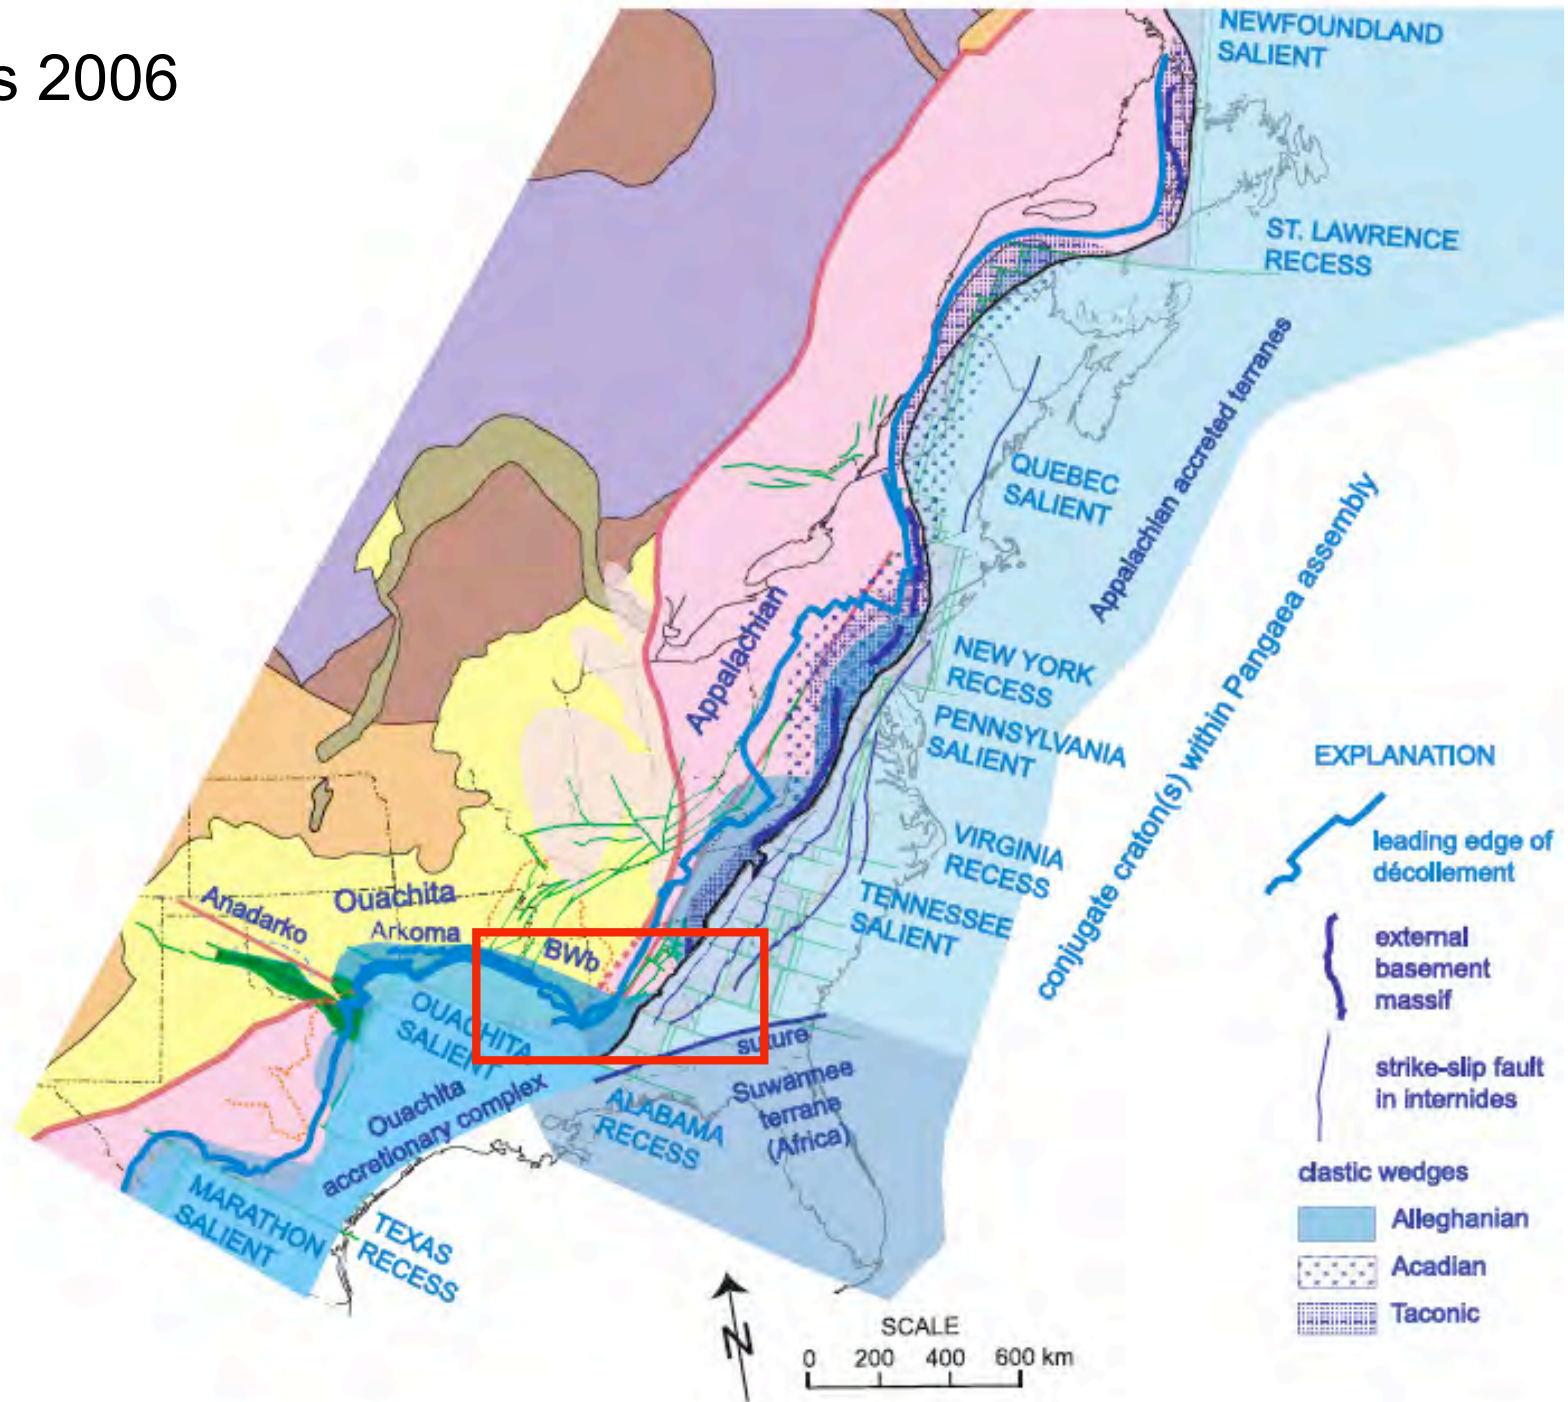 s 2006
NEWFOUNDLAND
SALIENT
ST. LAWRENCE
RECESS
Appalachian accreted terranes
QUEBEC
SALIENT
conjugate craton(s) within Pangaea assembly
Appalachian
NEW YORK
RECESS
PENNSYLVANIA
SALIENT
VIRGINIA
RECESS
TENNESSEE
SALIENT
Anadarko
Ouachita
Arkoma
BWb
OUACHITA
SALIENT
Ouachita
accretionary complex
suture
Suwannee
terrane
(Africa)
ALABAMA
RECESS
MARATHON
SALIENT
TEXAS
RECESS
N
SCALE
0 200 400 600 km
EXPLANATION
leading edge of
décollement
external
basement
massif
strike-slip fault
in internides
clastic wedges
Alleghanian
Acadian
Taconic